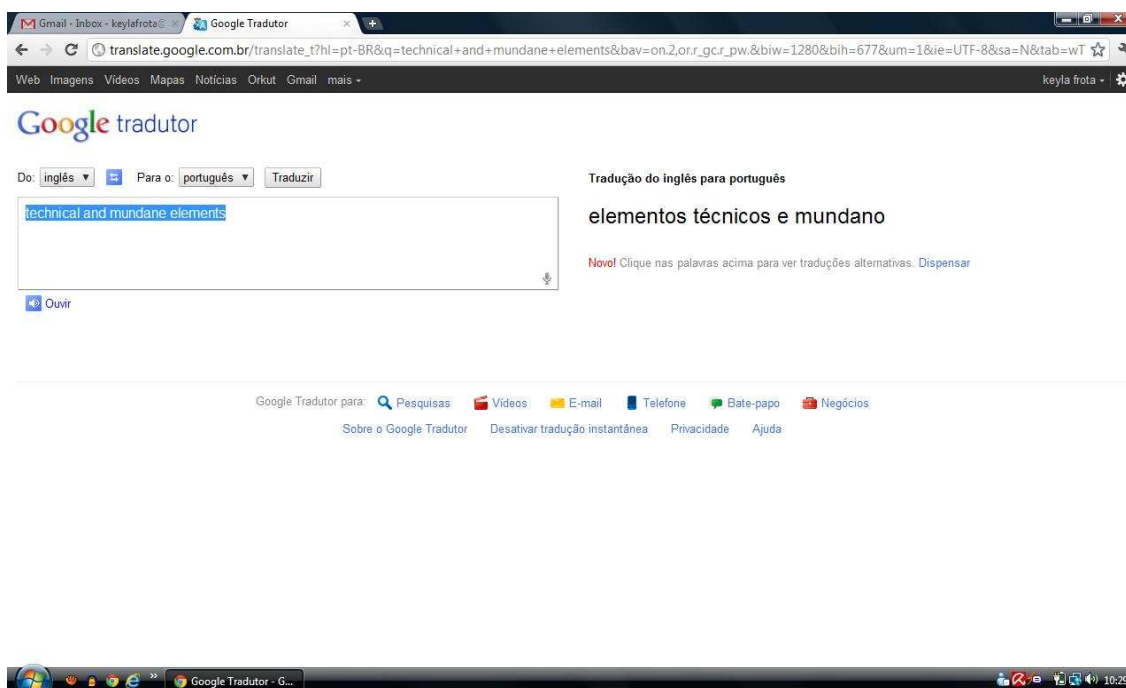 Gmail - Inbox - keylafrota@
Google Tradutor
translate.google.com.br/translate_t?hl=pt-BR&q=technical+and+mundane+elements&bav=on.2,or.r_gc.r_pw.&biw=1280&bih=677&um=1&ie=UTF-8&sa=N&tab=wT
Web Imagens Vídeos Mapas Notícias Orkut Gmail mais
keyla frota
Google tradutor
Do: inglês Para o: português Traduzir
Tradução do inglês para português
technical and mundane elements
elementos técnicos e mundano
Novo! Clique nas palavras acima para ver traduções alternativas. Dispensar
Ouvir
Google Tradutor para: Pesquisas Vídeos E-mail Telefone Bate-papo Negócios
Sobre o Google Tradutor Desativar tradução instantânea Privacidade Ajuda
Google Tradutor - G...
10:29